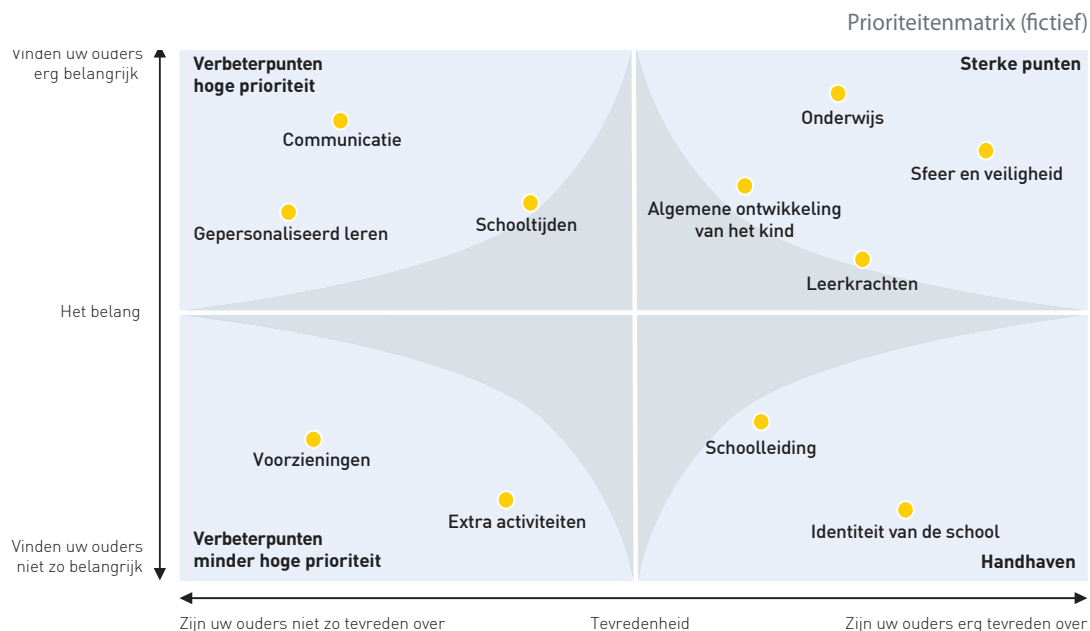 Prioriteitenmatrix (fictief)
Vinden uw ouders
erg belangrijk
Verbeterpunten
hoge prioriteit
Sterke punten
Communicatie
Onderwijs
Sfeer en veiligheid
Gepersonaliseerd leren
Schooltijden
Algemene ontwikkeling
van het kind
Leerkrachten
Het belang
Voorzieningen
Schoolleiding
Extra activiteiten
Identiteit van de school
Verbeterpunten
minder hoge prioriteit
Handhaven
Vinden uw ouders
niet zo belangrijk
Zijn uw ouders niet zo tevreden over
Tevredenheid
Zijn uw ouders erg tevreden over